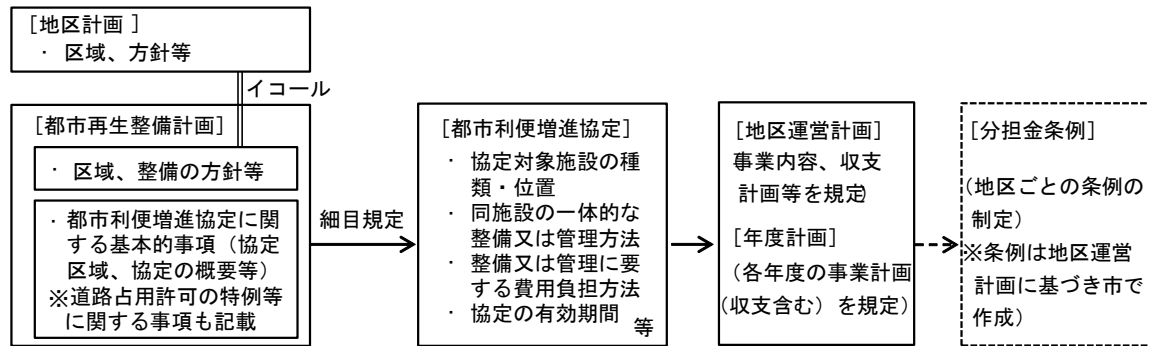 [地区計画 ]
· 区域、方針等
イコール
[都市再生整備計画]
· 区域、整備の方針等
· 都市利便増進協定に関
する基本的事項（協定
区域、協定の概要等）
※道路占用許可の特例等
に関する事項も記載
細目規定
[都市利便増進協定]
· 協定対象施設の種
類・位置
· 同施設の一体的な
整備又は管理方法
· 整備又は管理に要
する費用負担方法
· 協定の有効期間
等
[地区運営計画]
事業内容、収支
計画等を規定
[年度計画]
（各年度の事業計画
（収支含む）を規定）
[分担金条例]
（地区ごとの条例の
制定）
※条例は地区運営
計画に基づき市で
作成）